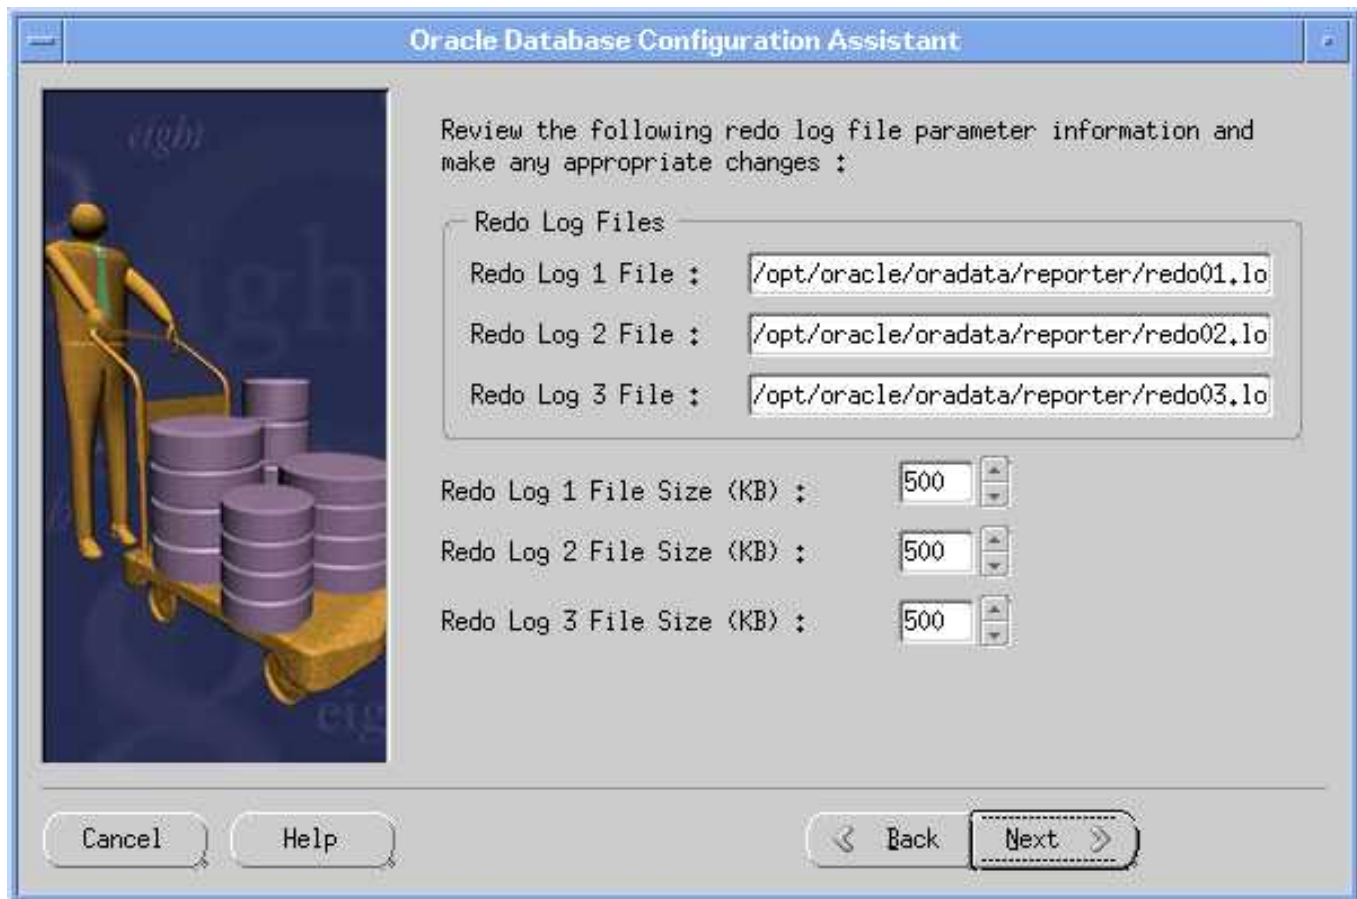 Oracle Database Configuration Assistant
eight
Review the following redo log file parameter information and
make any appropriate changes :
Redo Log Files
Redo Log 1 File : /opt/oracle/oradata/reporter/redo01.lo
Redo Log 2 File : /opt/oracle/oradata/reporter/redo02.lo
Redo Log 3 File : /opt/oracle/oradata/reporter/redo03.lo
eigh
Redo Log 1 File Size (KB) : 500
Redo Log 2 File Size (KB) : 500
Redo Log 3 File Size (KB) : 500
eig
Cancel Help Back Next